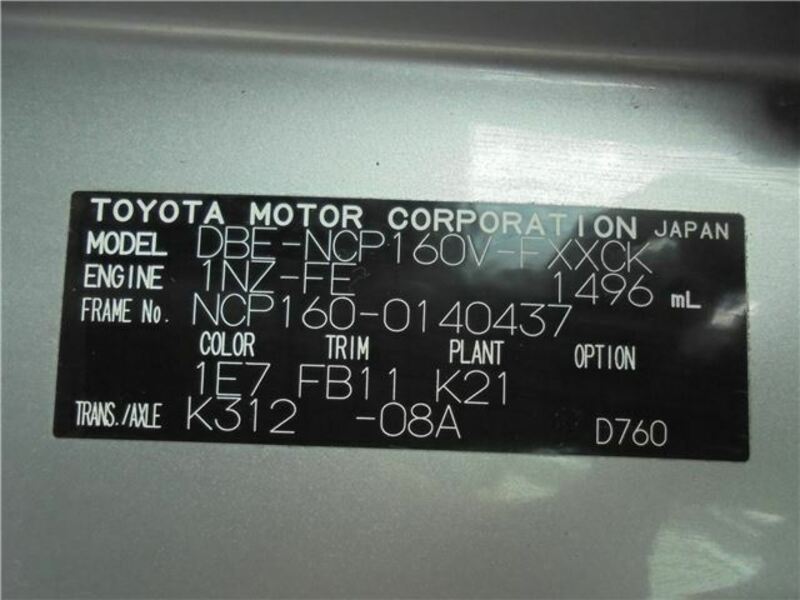 TOYOTA MOTOR CORPORATION JAPAN
MODEL DBE-NCP160V-EXXCK
ENGINE 1NZ-FE 1496 mL
FRAME No. NCP160-0140437
COLOR TRIM PLANT OPTION
1E7 FB11 K21
TRANS./AXLE K312 -08A D760